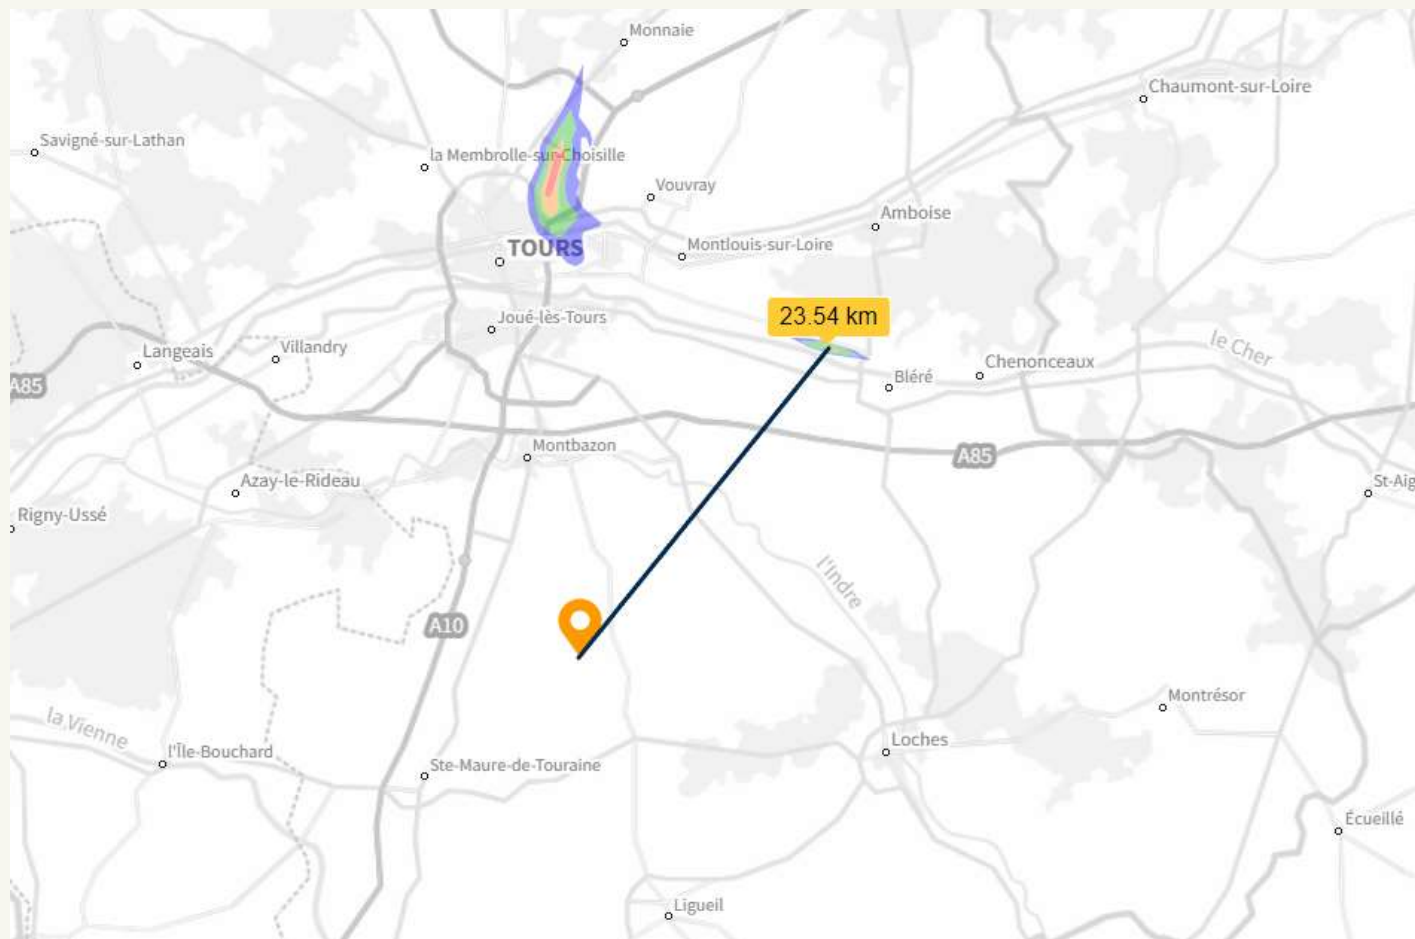 Monnaie
Chaumont-sur-Loire
Savigné-sur-Lathan
la Membrolle-sur-Choisille
Vouvray
Amboise
TOURS
Montlouis-sur-Loire
23.54 km
Joué-lès-Tours
Langeais
Villandry
le Cher
Chenonceaux
A85
Bléré
Montbazon
A85
Azay-le-Rideau
St-Aig
Rigny-Ussé
l'Indre
A10
Montrésor
la Vienne
Loches
l'Île-Bouchard
Ste-Maure-de-Touraine
Écueillé
Ligueil